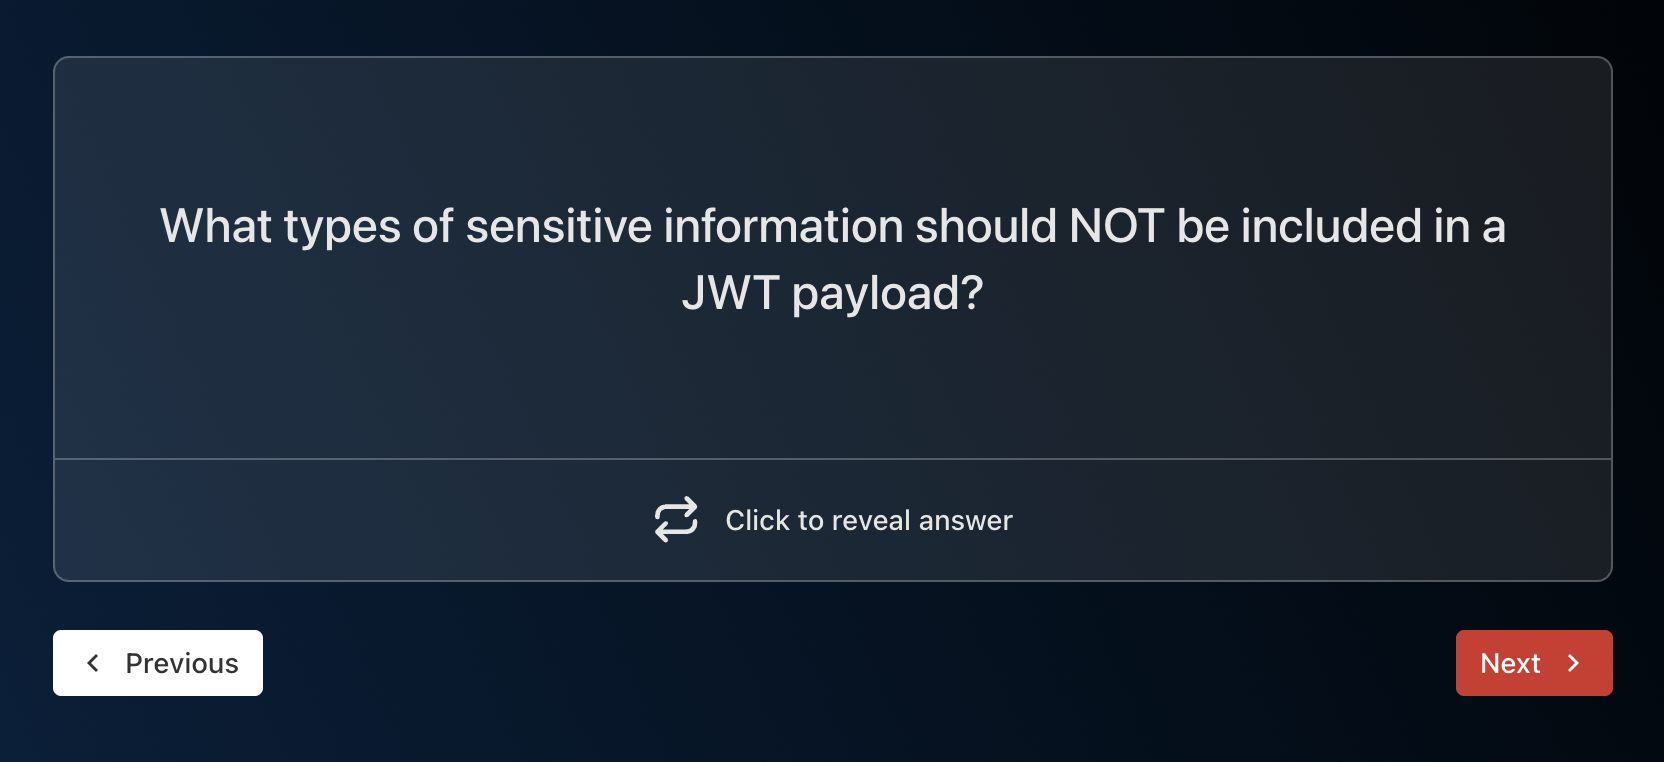 What types of sensitive information should NOT be included in a
JWT payload?
Click to reveal answer
Previous
Next